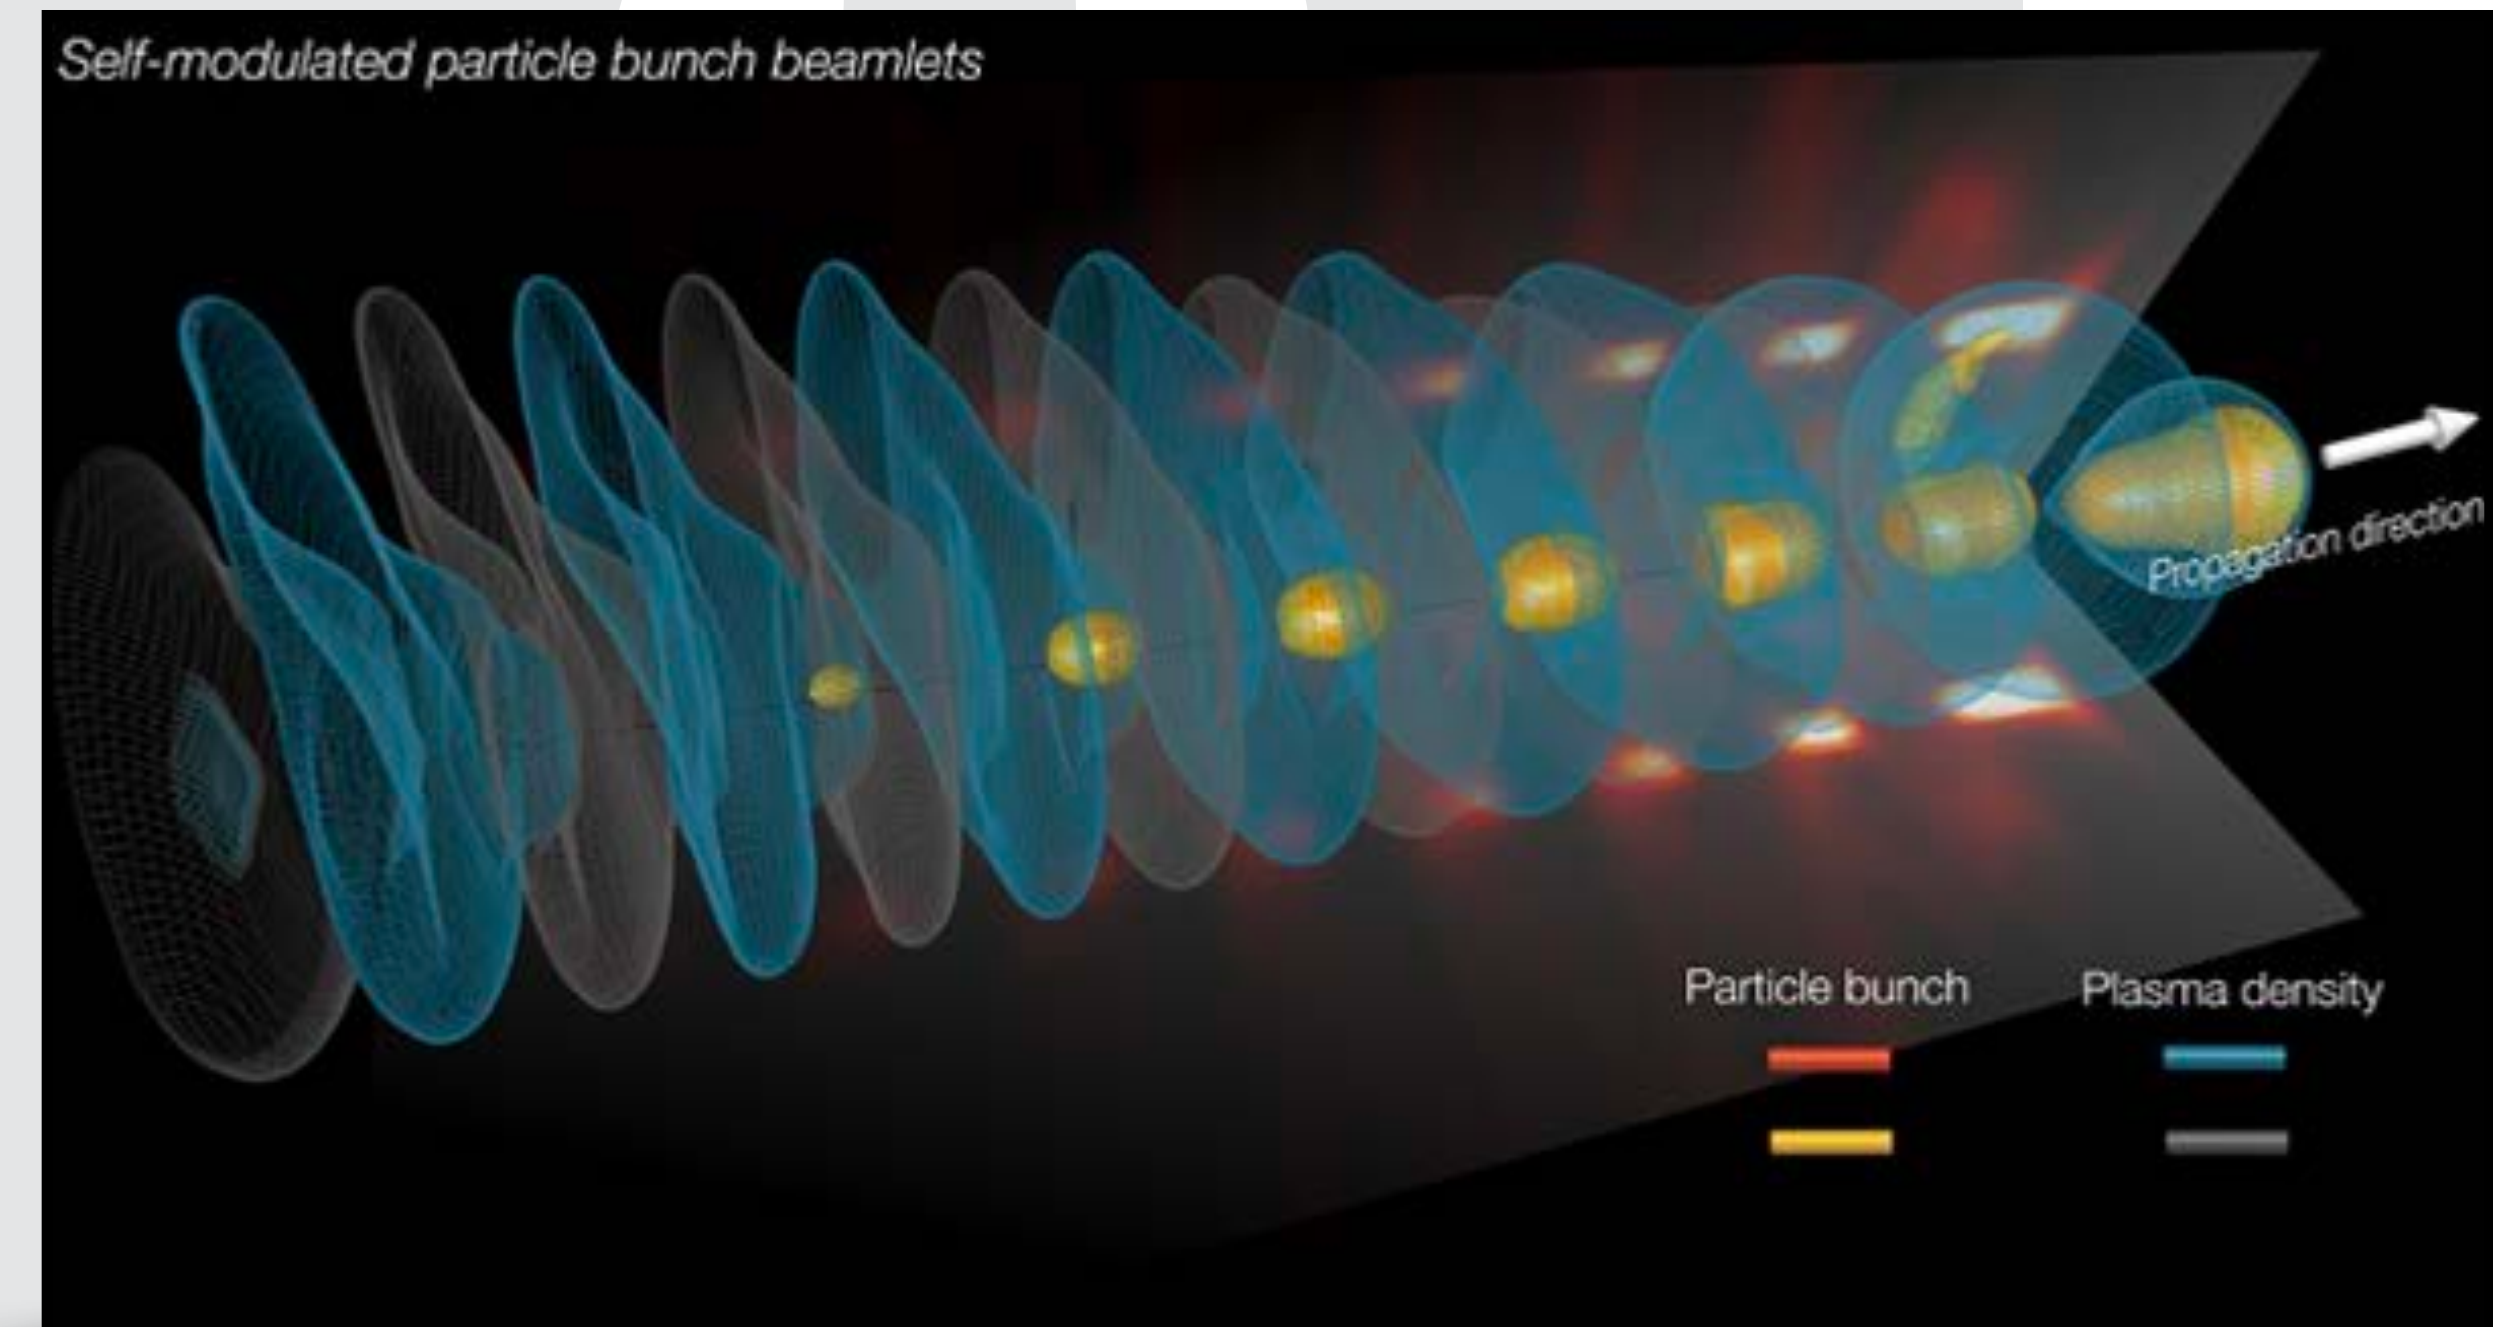 Self-modulated particle bunch beamlets
Propagation direction
Particle bunch
Plasma density